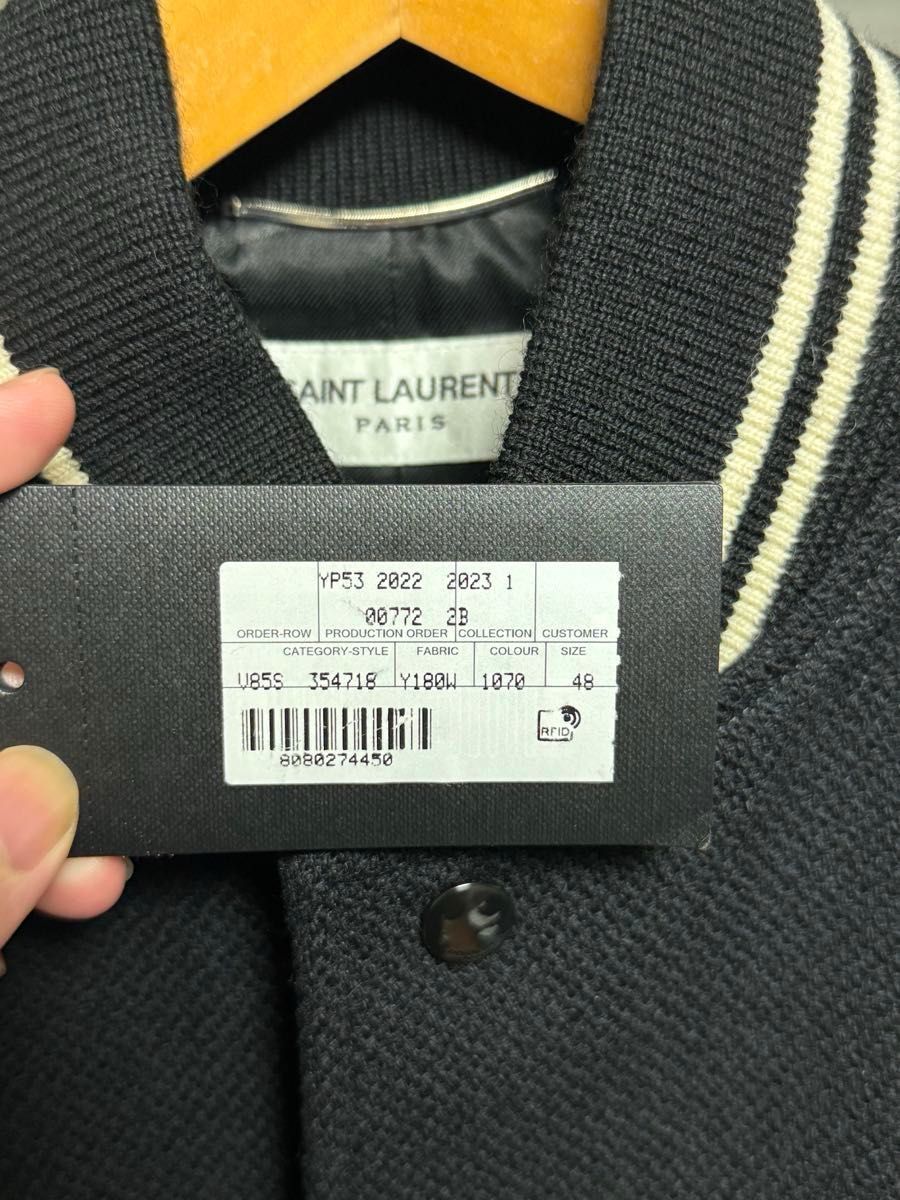 SAINT LAURENT
PARIS
YP53 2022 2023 1
00772 2B
ORDER-ROW PRODUCTION ORDER COLLECTION CUSTOMER
CATEGORY-STYLE FABRIC COLOUR SIZE
V85S 354718 Y180W 1070 48
8080274450
RFID